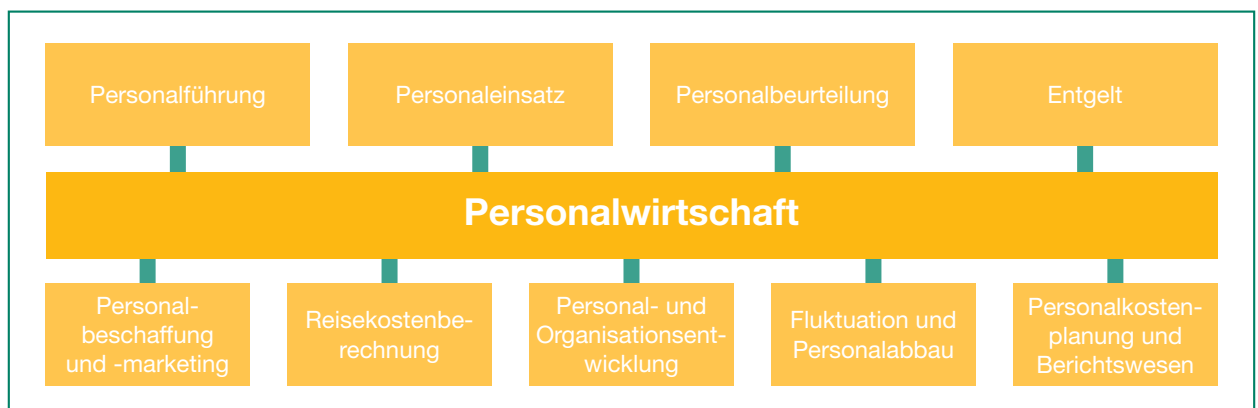 Personalführung
Personaleinsatz
Personalbeurteilung
Entgelt
Personalwirtschaft
Personal-
beschaffung
und -marketing
Reisekostenbe-
rechnung
Personal- und
Organisationsent-
wicklung
Fluktuation und
Personalabbau
Personalkosten-
planung und
Berichtswesen